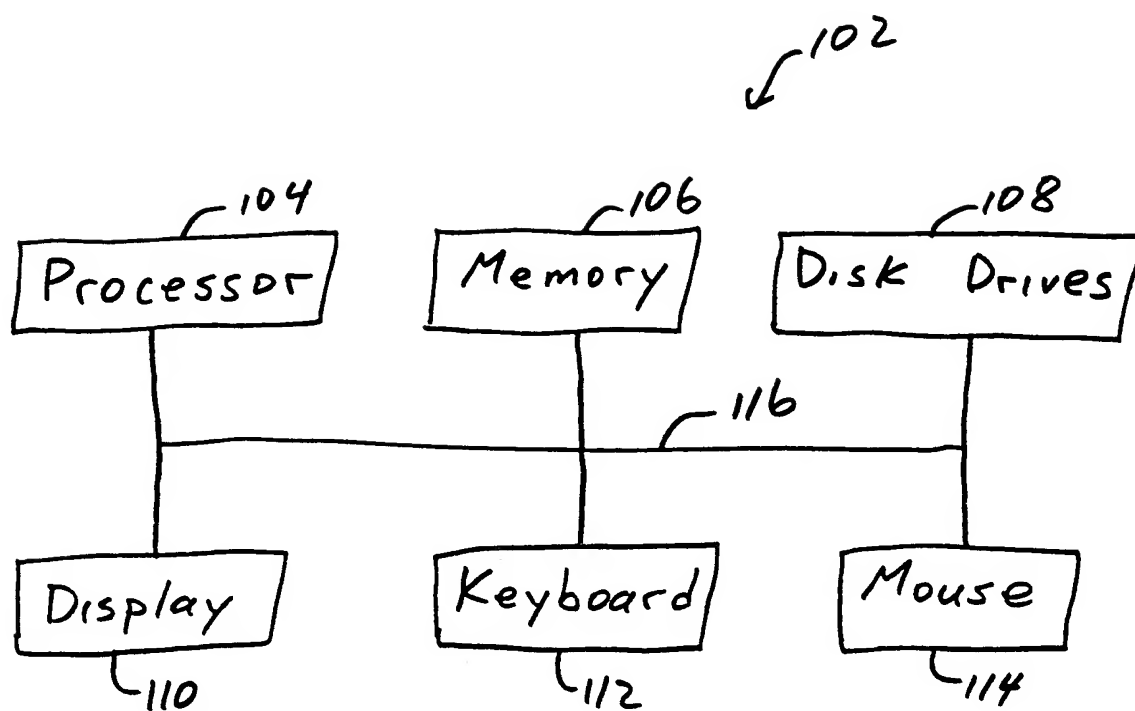 102
104 106 108
Processor Memory Disk Drives
116
Display Keyboard Mouse
110 112 114